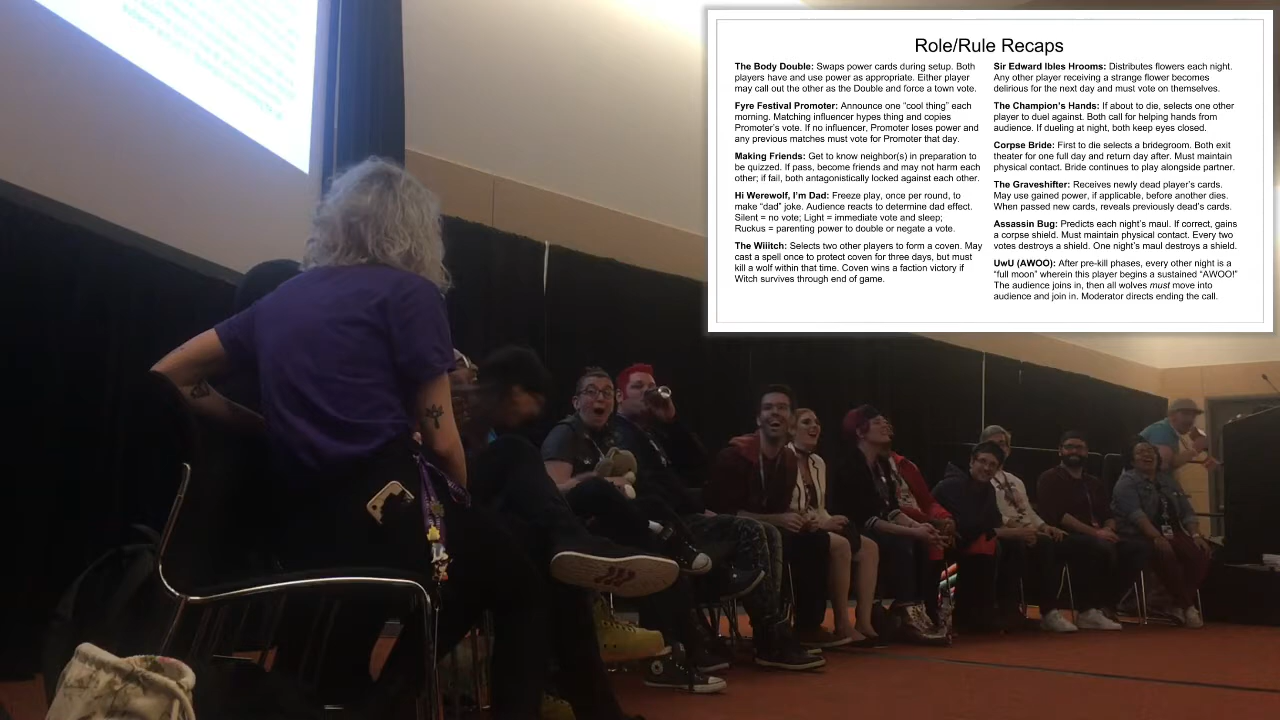 Role/Rule Recaps
The Body Double: Swaps power cards during setup. Both
players have and use power as appropriate. Either player
may call out the other as the Double and force a town vote.
Fyre Festival Promoter: Announce one "cool thing" each
morning. Matching influencer hypes thing and copies
Promoter's vote. If no influencer, Promoter loses power and
any previous matches must vote for Promoter that day.
Making Friends: Get to know neighbor(s) in preparation to
be quizzed. If pass, become friends and may not harm each
other; if fail, both antagonistically locked against each other.
Hi Werewolf, I'm Dad: Freeze play, once per round, to
make "dad" joke. Audience reacts to determine dad effect.
Silent = no vote; Light = immediate vote and sleep;
Ruckus = parenting power to double or negate a vote.
The Wiiitch: Selects two other players to form a coven. May
cast a spell once to protect coven for three days, but must
kill a wolf within that time. Coven wins a faction victory if
Witch survives through end of game.
Sir Edward Ibles Hrooms: Distributes flowers each night.
Any other player receiving a strange flower becomes
delirious for the next day and must vote on themselves.
The Champion's Hands: If about to die, selects one other
player to duel against. Both call for helping hands from
audience. If dueling at night, both keep eyes closed.
Corpse Bride: First to die selects a bridegroom. Both exit
theater for one full day and return day after. Must maintain
physical contact. Bride continues to play alongside partner.
The Graveshifter: Receives newly dead player's cards.
May use gained power, if applicable, before another dies.
When passed new cards, reveals previously dead's cards.
Assassin Bug: Predicts each night's maul. If correct, gains
a corpse shield. Must maintain physical contact. Every two
votes destroys a shield. One night's maul destroys a shield.
UwU (AWOO): After pre-kill phases, every other night is a
"full moon" wherein this player begins a sustained "AWOO!"
The audience joins in, then all wolves must move into
audience and join in. Moderator directs ending the call.